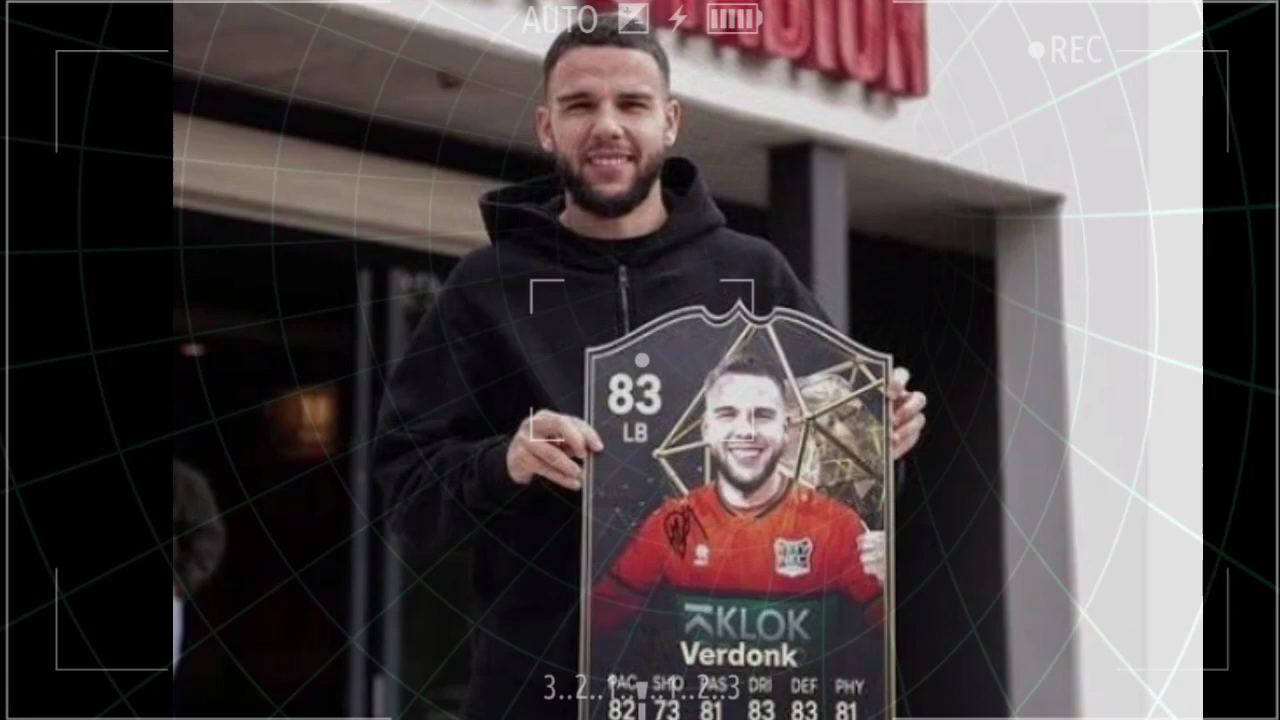 AUTO
REC
83
LB
KLOK
Verdonk
PAC SHO PAS DRI DEF PHY
82 73 81 83 83 81
3..2..1.. ..1..2..3